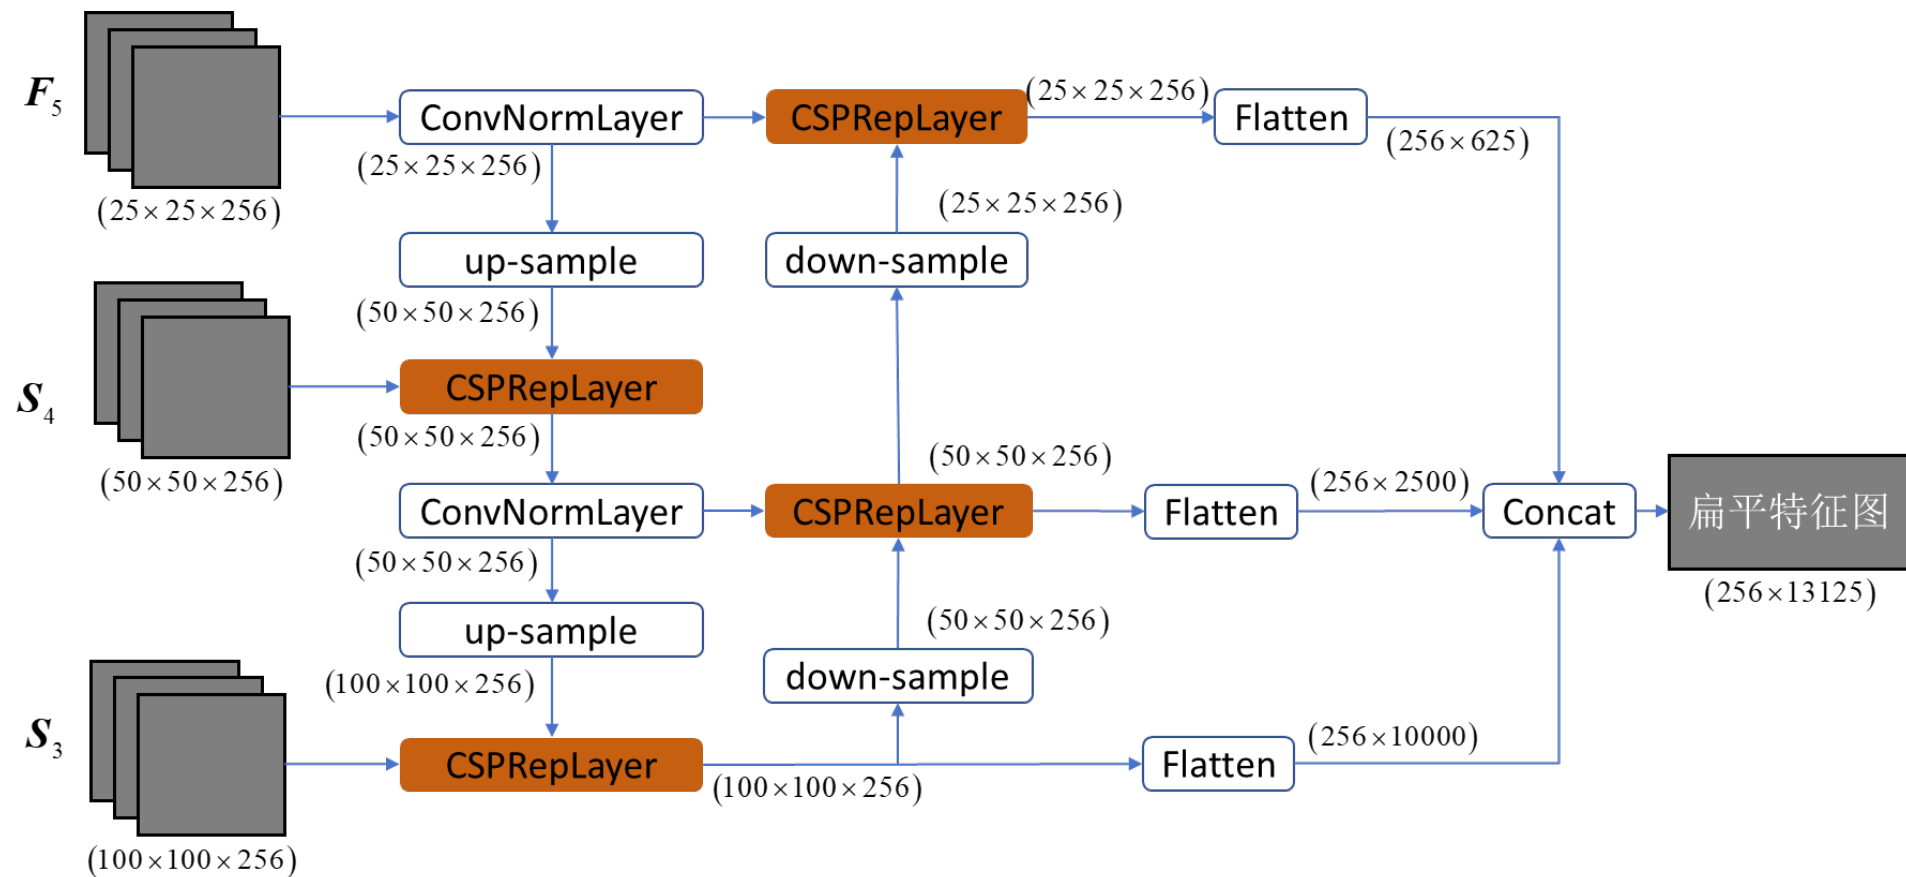 F5
(25×25×256)
ConvNormLayer
(25×25×256)
CSPRepLayer
(25×25×256)
Flatten
(256×625)
(25×25×256)
up-sample
down-sample
(50×50×256)
S4
(50×50×256)
CSPRepLayer
(50×50×256)
ConvNormLayer
(50×50×256)
CSPRepLayer
(50×50×256)
Flatten
(256×2500)
Concat
扁平特征图
(256×13125)
up-sample
(50×50×256)
down-sample
(100×100×256)
S3
(100×100×256)
CSPRepLayer
(100×100×256)
Flatten
(256×10000)